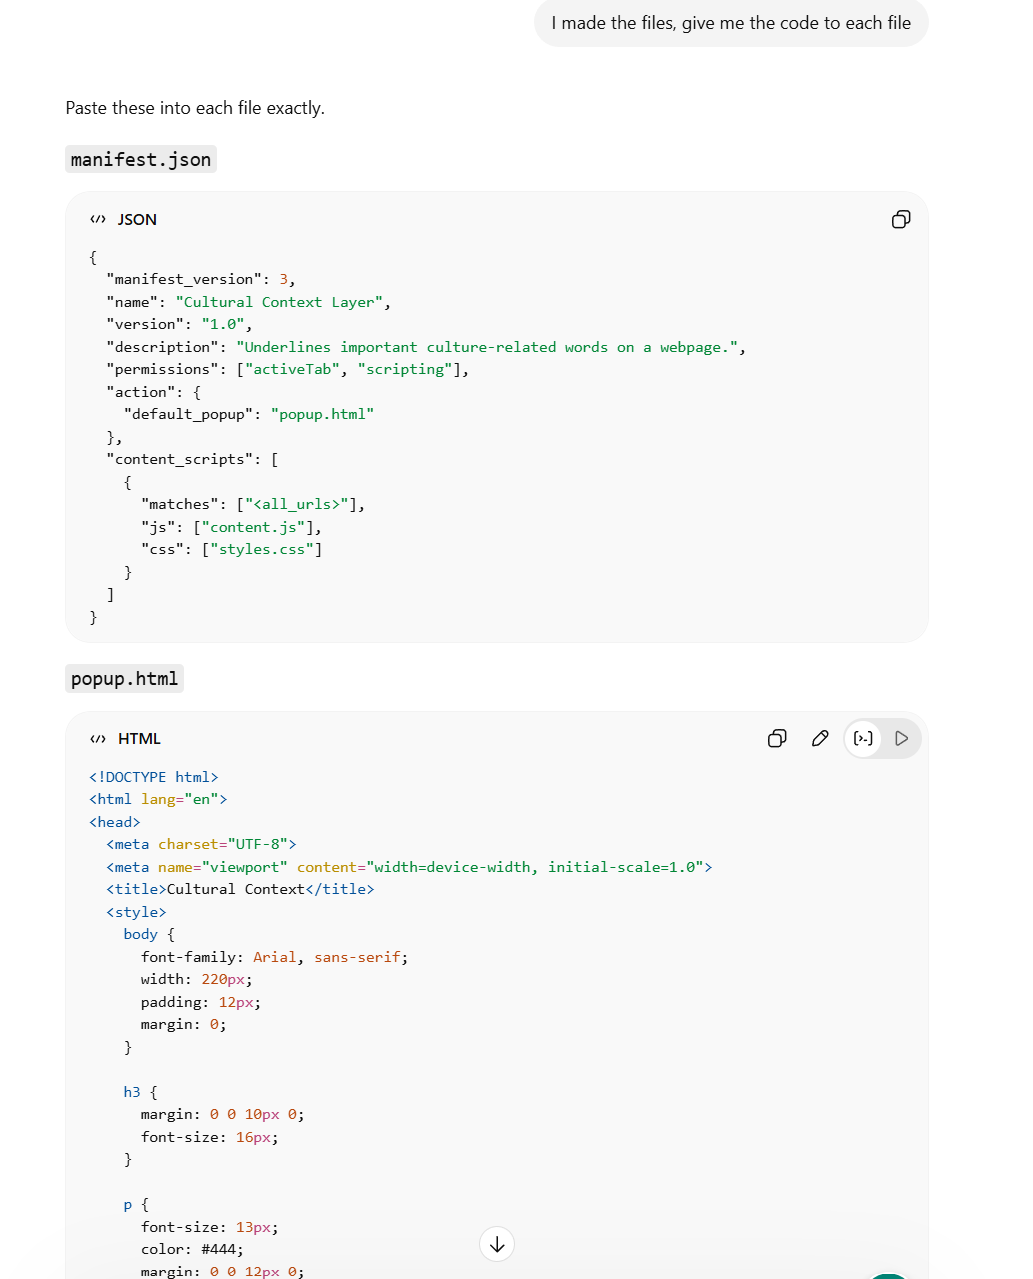 I made the files, give me the code to each file
Paste these into each file exactly.
manifest.json
JSON
{
  "manifest_version": 3,
  "name": "Cultural Context Layer",
  "version": "1.0",
  "description": "Underlines important culture-related words on a webpage.",
  "permissions": ["activeTab", "scripting"],
  "action": {
    "default_popup": "popup.html"
  },
  "content_scripts": [
    {
      "matches": ["<all_urls>"],
      "js": ["content.js"],
      "css": ["styles.css"]
    }
  ]
}
popup.html
HTML
<!DOCTYPE html>
<html lang="en">
<head>
  <meta charset="UTF-8">
  <meta name="viewport" content="width=device-width, initial-scale=1.0">
  <title>Cultural Context</title>
  <style>
    body {
      font-family: Arial, sans-serif;
      width: 220px;
      padding: 12px;
      margin: 0;
    }
    h3 {
      margin: 0 0 10px 0;
      font-size: 16px;
    }
    p {
      font-size: 13px;
      color: #444;
      margin: 0 0 12px 0;